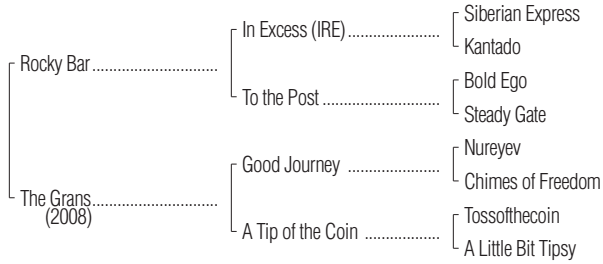 Siberian Express
In Excess (IRE)
Kantado
Rocky Bar
Bold Ego
To the Post
Steady Gate
Nureyev
Good Journey
Chimes of Freedom
The Grans
(2008)
Tossofthecoin
A Tip of the Coin
A Little Bit Tipsy